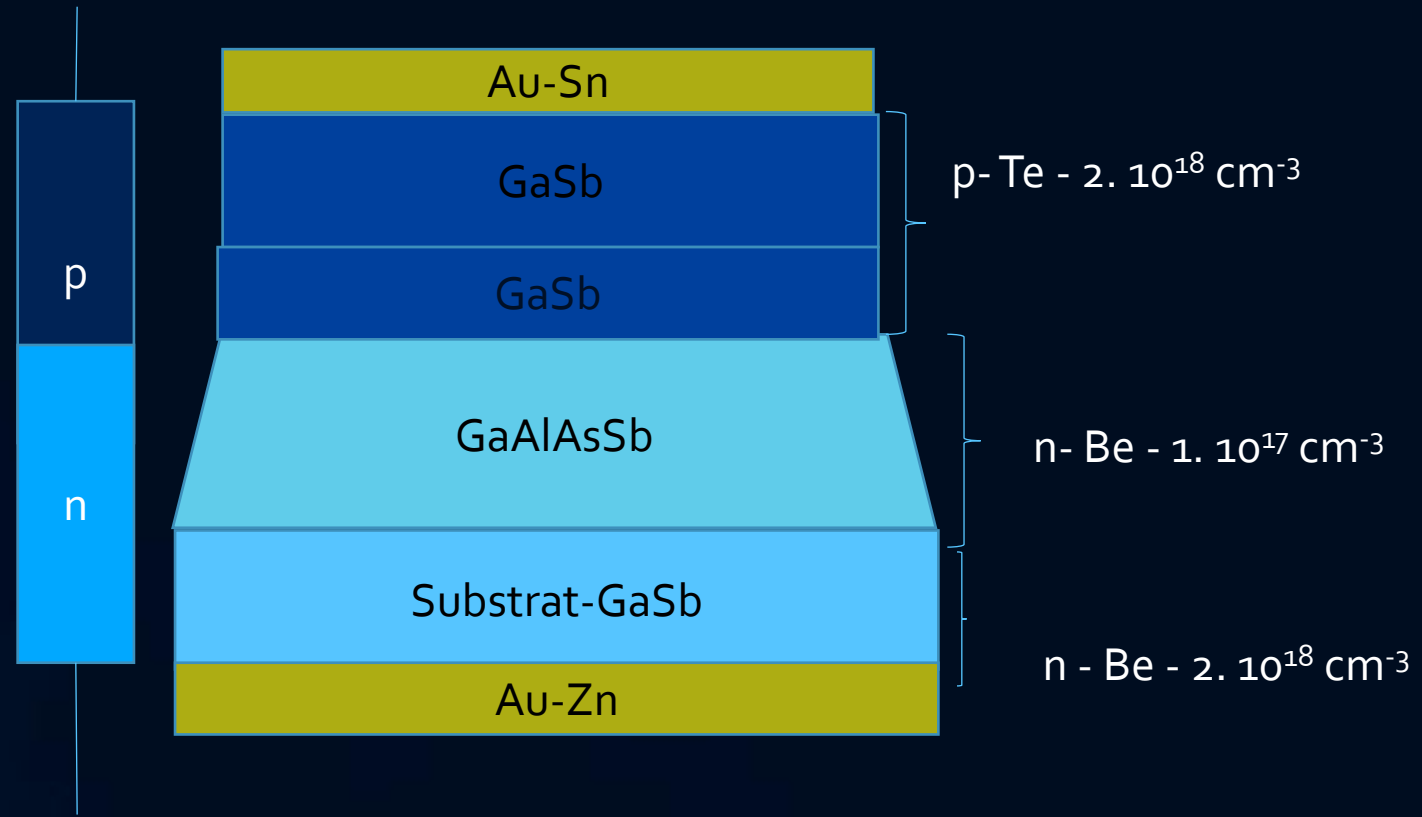 Au-Sn
GaSb
p- Te - 2. 10¹⁸ cm⁻³
p
GaSb
GaAlAsSb
n- Be - 1. 10¹⁷ cm⁻³
n
Substrat-GaSb
n - Be - 2. 10¹⁸ cm⁻³
Au-Zn